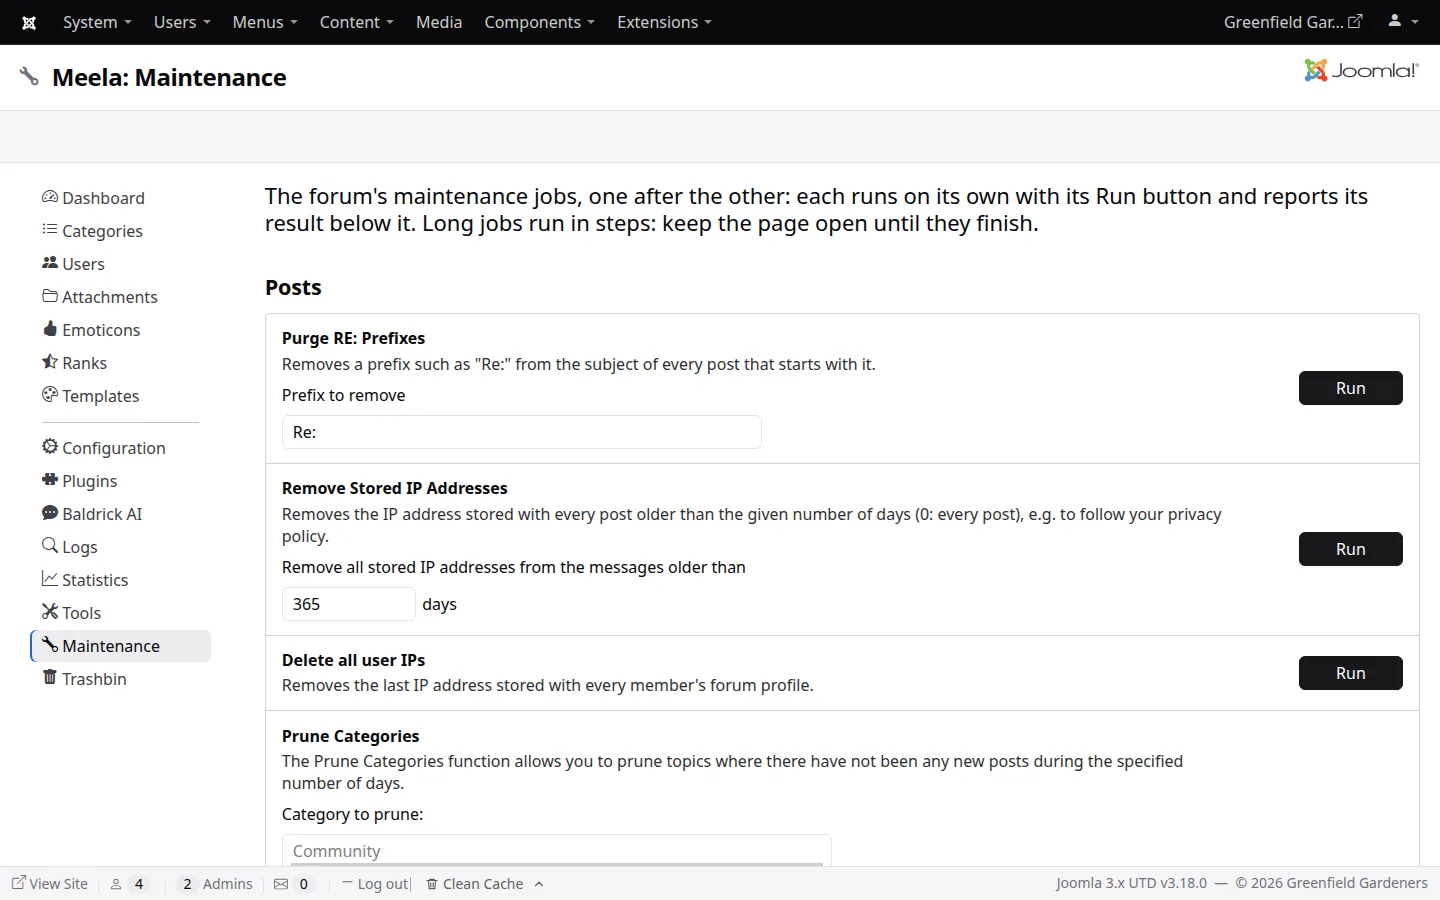 System Users Menus Content Media Components Extensions Greenfield Gar...
Meela: Maintenance
Joomla!®
Dashboard
Categories
Users
Attachments
Emoticons
Ranks
Templates
Configuration
Plugins
Baldrick AI
Logs
Statistics
Tools
Maintenance
Trashbin
The forum's maintenance jobs, one after the other: each runs on its own with its Run button and reports its
result below it. Long jobs run in steps: keep the page open until they finish.
Posts
Purge RE: Prefixes
Removes a prefix such as "Re:" from the subject of every post that starts with it.
Prefix to remove
Re:
Run
Remove Stored IP Addresses
Removes the IP address stored with every post older than the given number of days (0: every post), e.g. to follow your privacy
policy.
Remove all stored IP addresses from the messages older than
365 days
Run
Delete all user IPs
Removes the last IP address stored with every member's forum profile.
Run
Prune Categories
The Prune Categories function allows you to prune topics where there have not been any new posts during the specified
number of days.
Category to prune:
Community
View Site 4 2 Admins 0 Log out Clean Cache Joomla 3.x UTD v3.18.0 — © 2026 Greenfield Gardeners